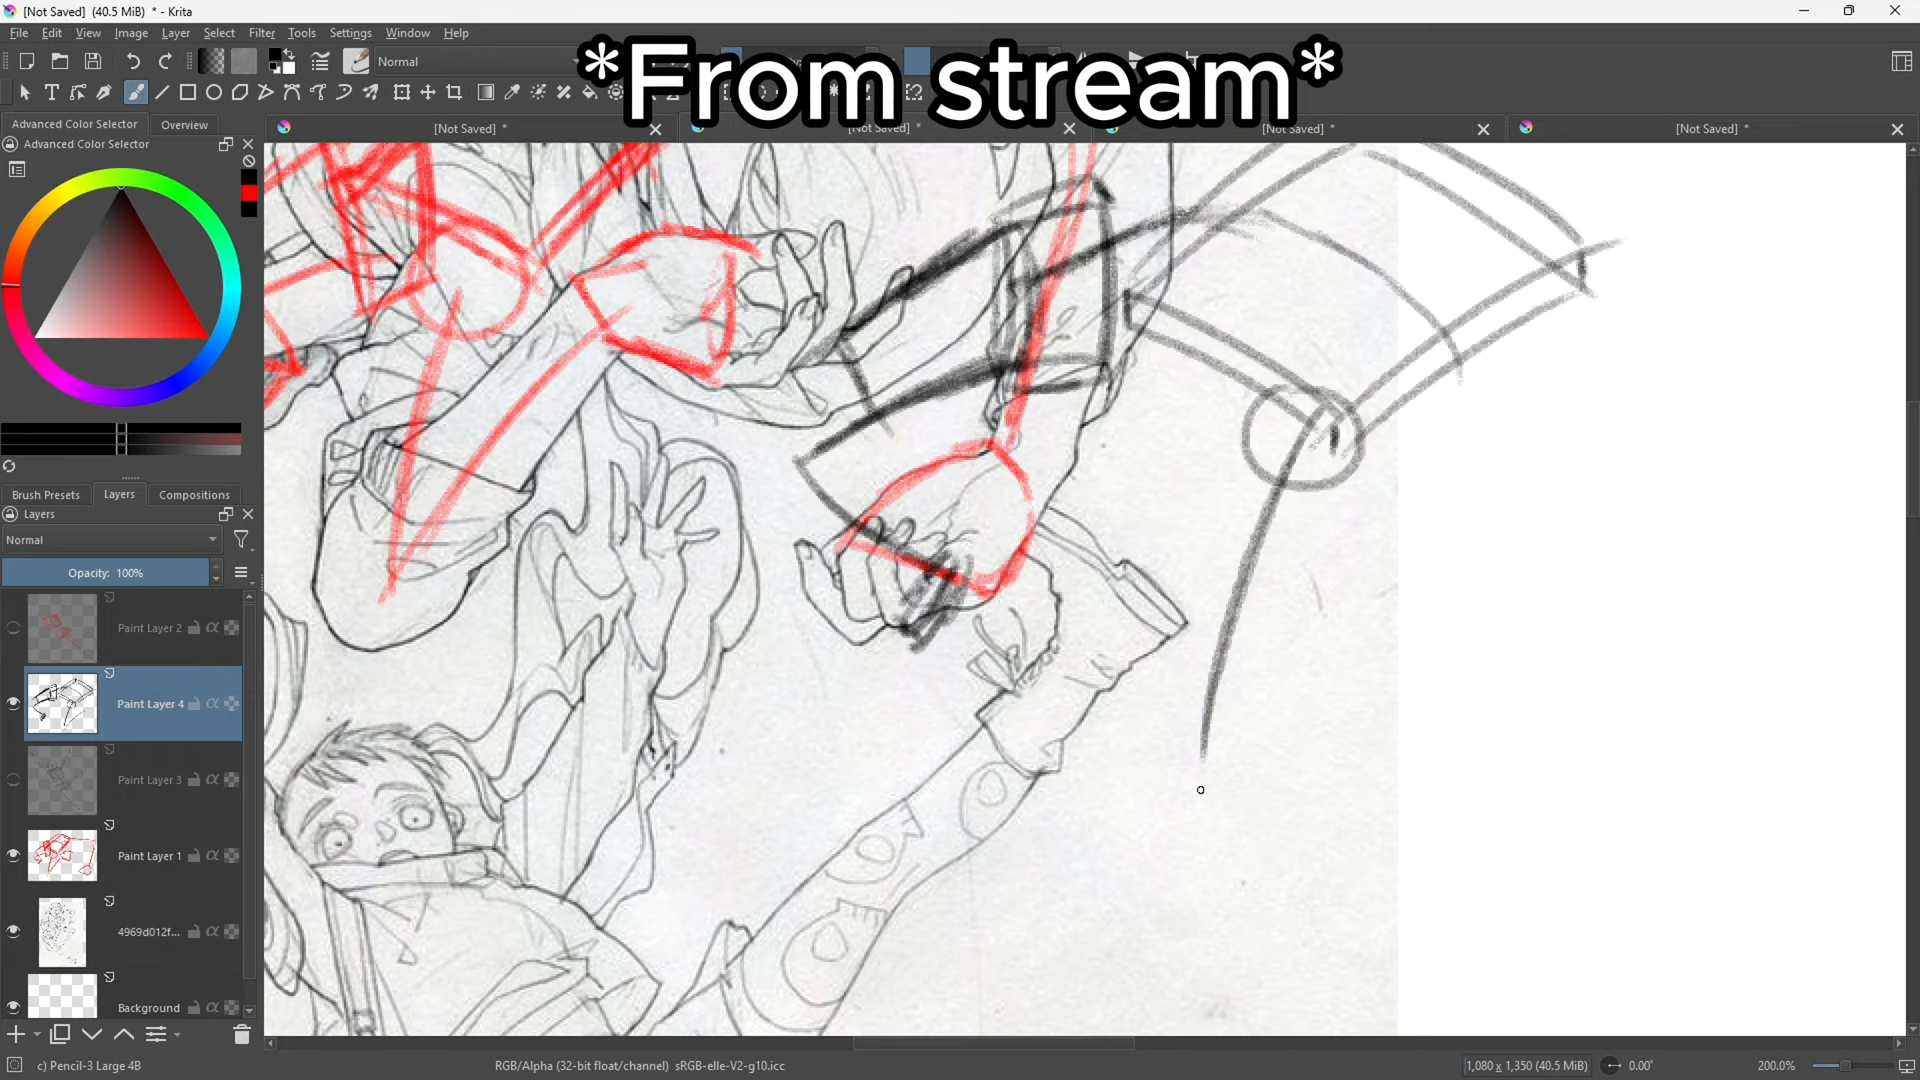 [Not Saved]  (40.5 MiB)  * - Krita
File Edit View Image Layer Select Filter Tools Settings Window Help
Normal
*From stream*
Advanced Color Selector
Overview
[Not Saved] *
[Not Saved] *
[Not Saved] *
[Not Saved] *
Advanced Color Selector
Brush Presets
Layers
Compositions
Layers
Normal
Opacity: 100%
Paint Layer 2
Paint Layer 4
Paint Layer 3
Paint Layer 1
4969d012f...
Background
c) Pencil-3 Large 4B
RGB/Alpha (32-bit float/channel)  sRGB-elle-V2-g10.icc
1,080 x 1,350 (40.5 MiB)
0.00°
200.0%